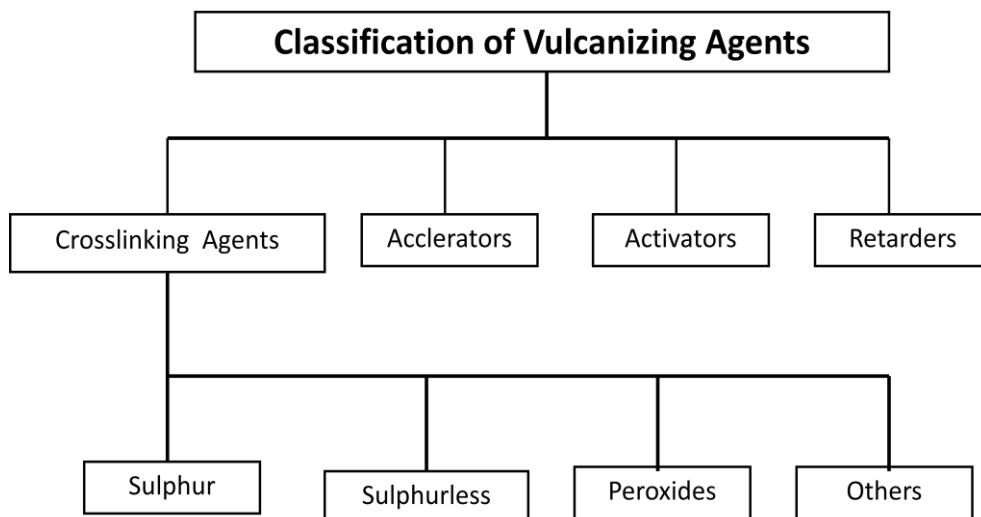 Classification of Vulcanizing Agents
Crosslinking Agents
Acclerators
Activators
Retarders
Sulphur
Sulphurless
Peroxides
Others